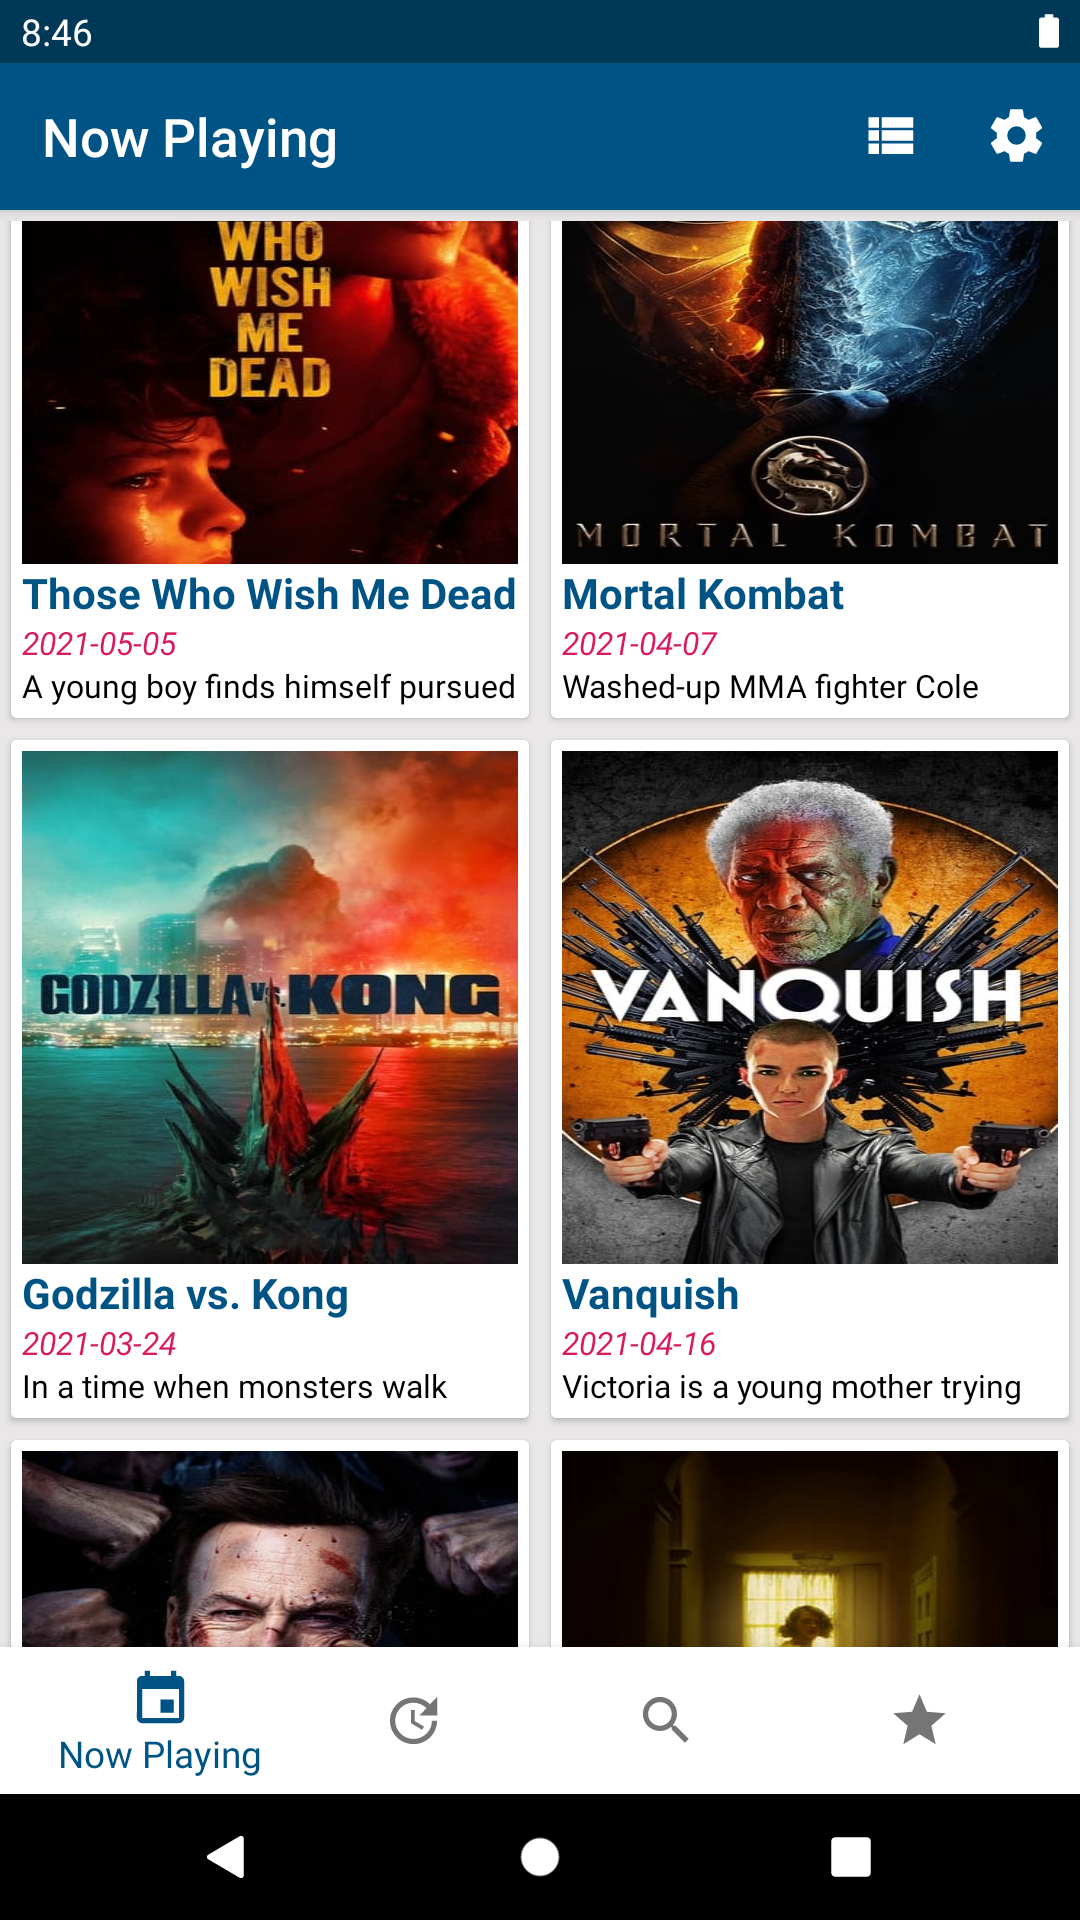 8:46
Now Playing
WHO
WISH
ME
DEAD
MORTAL KOMBAT
Those Who Wish Me Dead
2021-05-05
A young boy finds himself pursued
Mortal Kombat
2021-04-07
Washed-up MMA fighter Cole
GODZILLA VS. KONG
VANQUISH
Godzilla vs. Kong
2021-03-24
In a time when monsters walk
Vanquish
2021-04-16
Victoria is a young mother trying
Now Playing